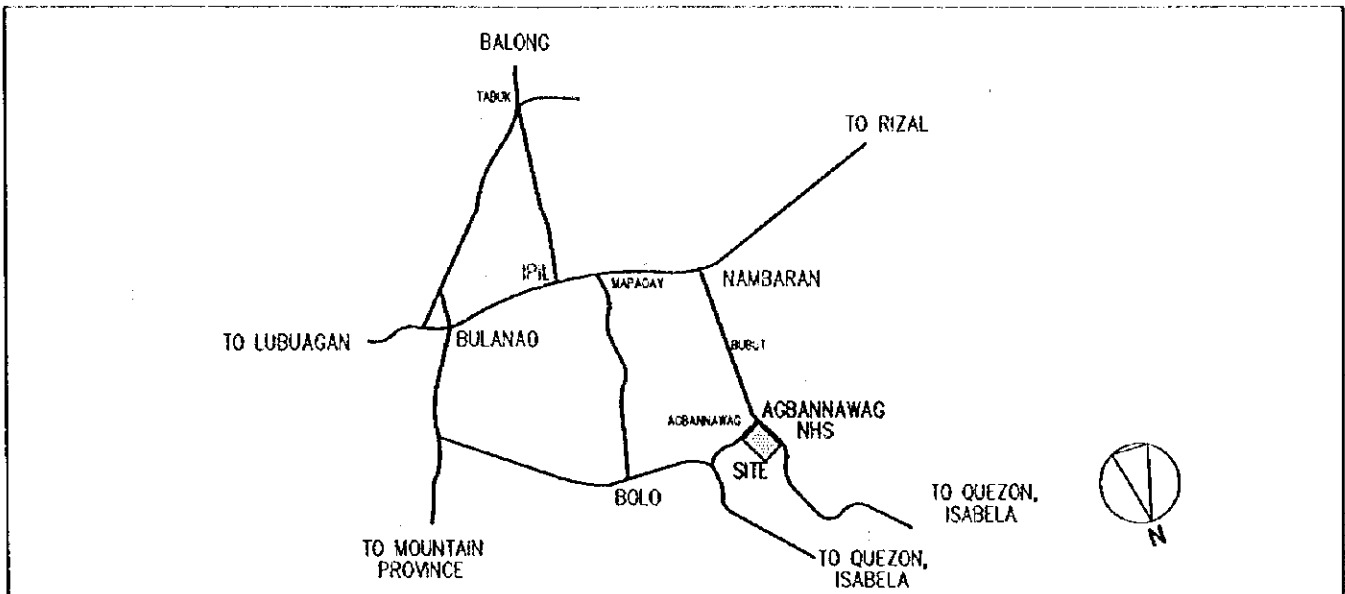 BALONG
TABUK
TO RIZAL
IPIL
MAPAOAY
NAMBARAN
TO LUBUAGAN
BULANAO
BUBUT
AGBANNAWAG
AGBANNAWAG
NHS
SITE
BOLO
TO QUEZON,
ISABELA
TO MOUNTAIN
PROVINCE
TO QUEZON,
ISABELA
N